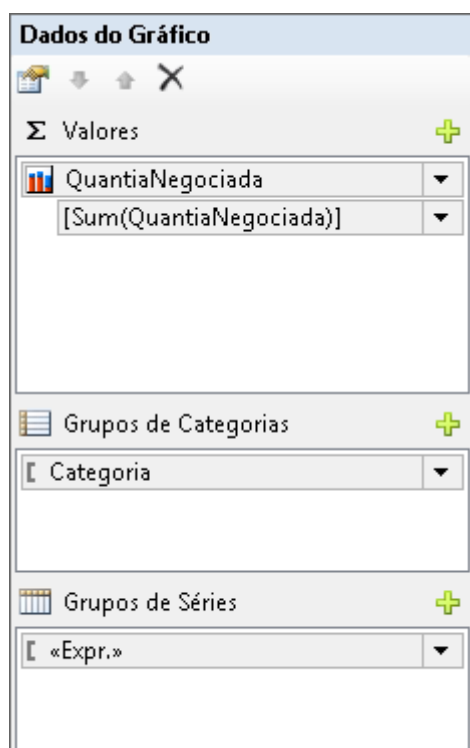 Dados do Gráfico
Σ Valores
QuantiaNegociada
[Sum(QuantiaNegociada)]
Grupos de Categorias
Categoria
Grupos de Séries
«Expr.»